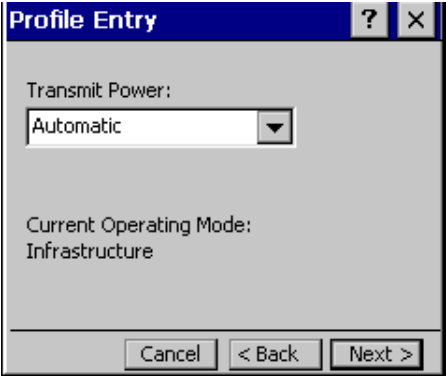 Profile Entry ? ×
Transmit Power:
Automatic
Current Operating Mode:
Infrastructure
Cancel < Back Next >